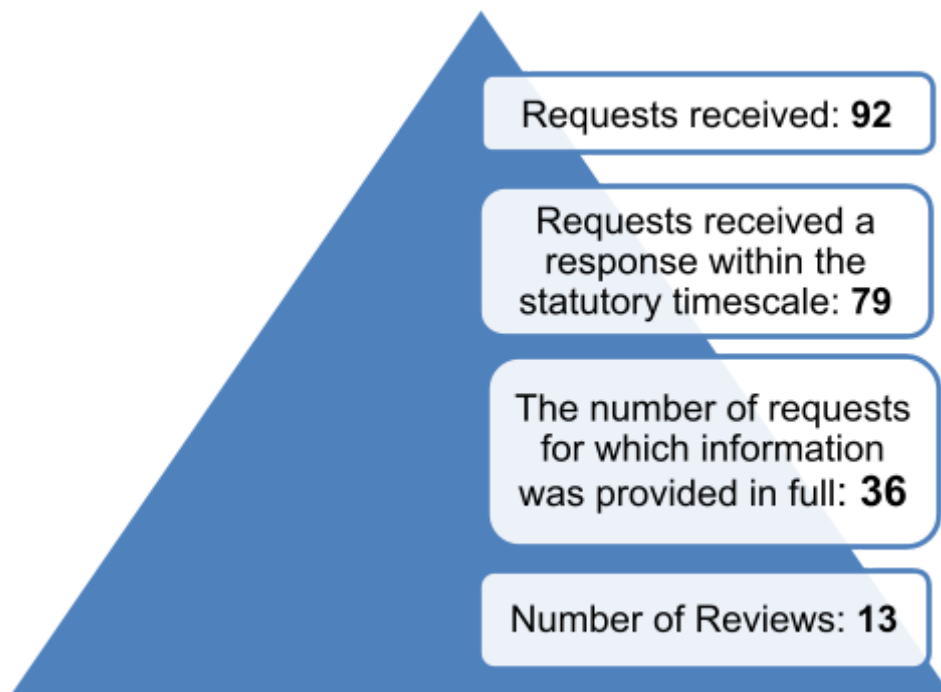 Requests received: 92
Requests received a
response within the
statutory timescale: 79
The number of requests
for which information
was provided in full: 36
Number of Reviews: 13